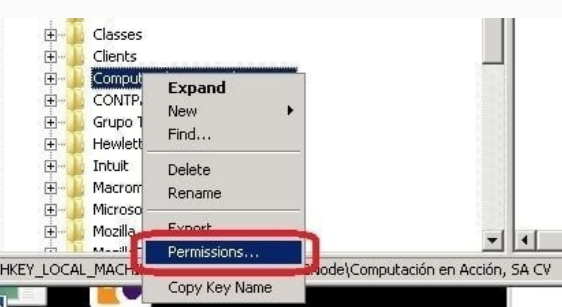 Classes
Clients
Comput
Expand
CONTP
New
Grupo
Find...
Hewlett
Intuit
Delete
Macrom
Rename
Microso
Mozilla
Export
Permissions...
HKEY_LOCAL_MACH node\Computación en Acción, SA CV
Copy Key Name